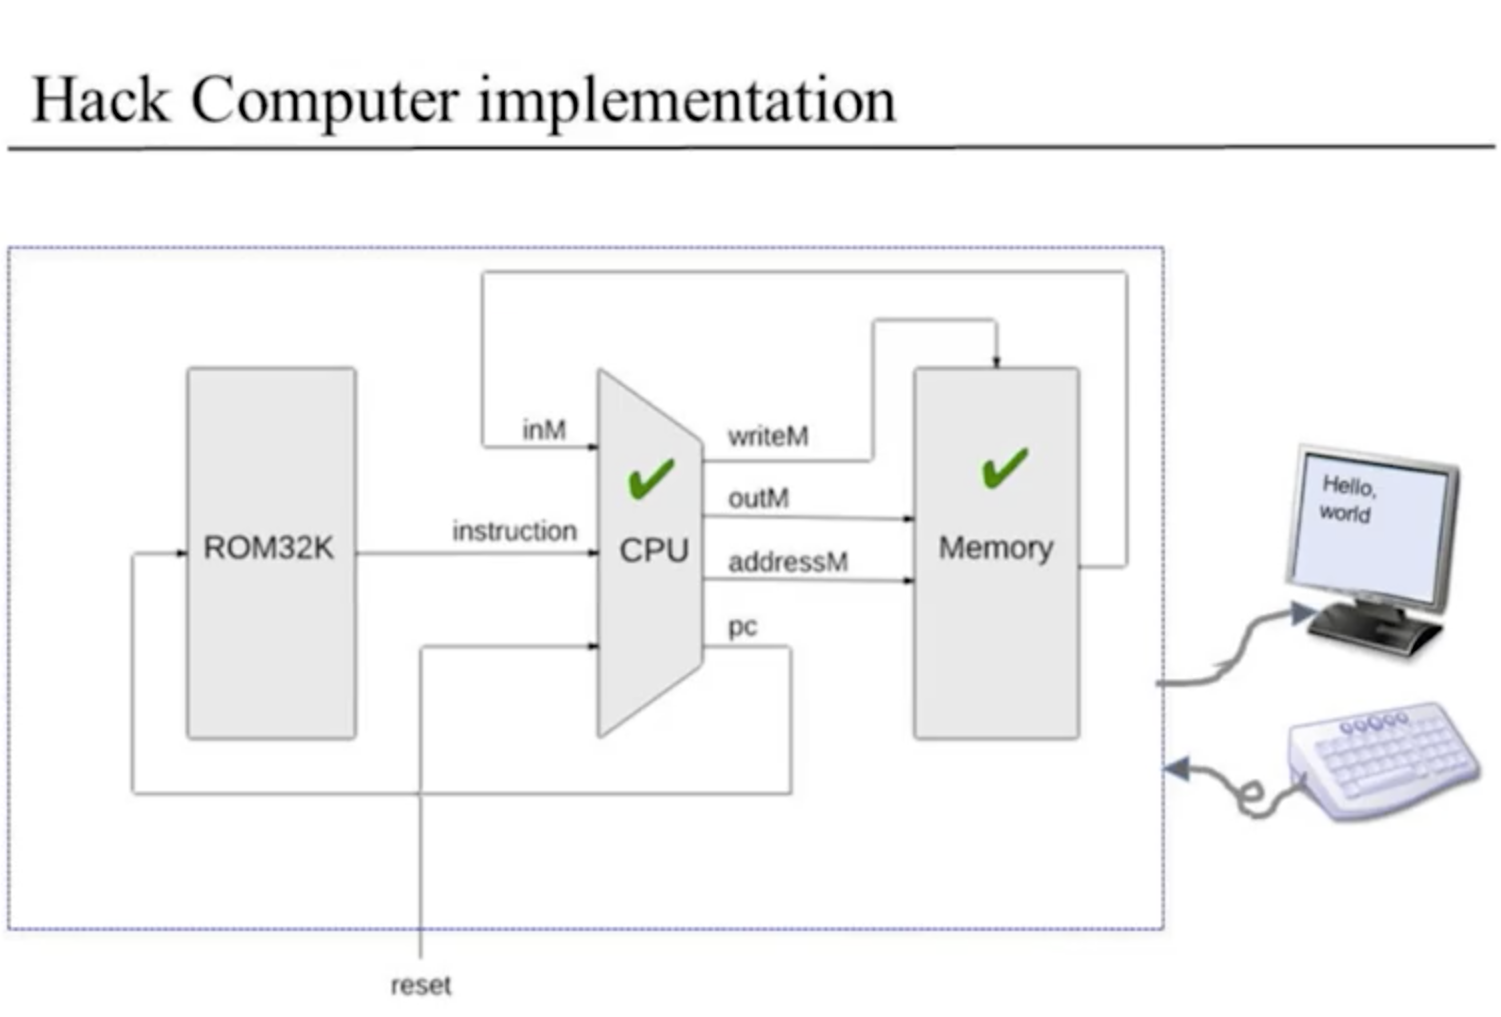 Hack Computer implementation
inM
writeM
outM
instruction
ROM32K
CPU
addressM
Memory
pc
reset
Hello,
world